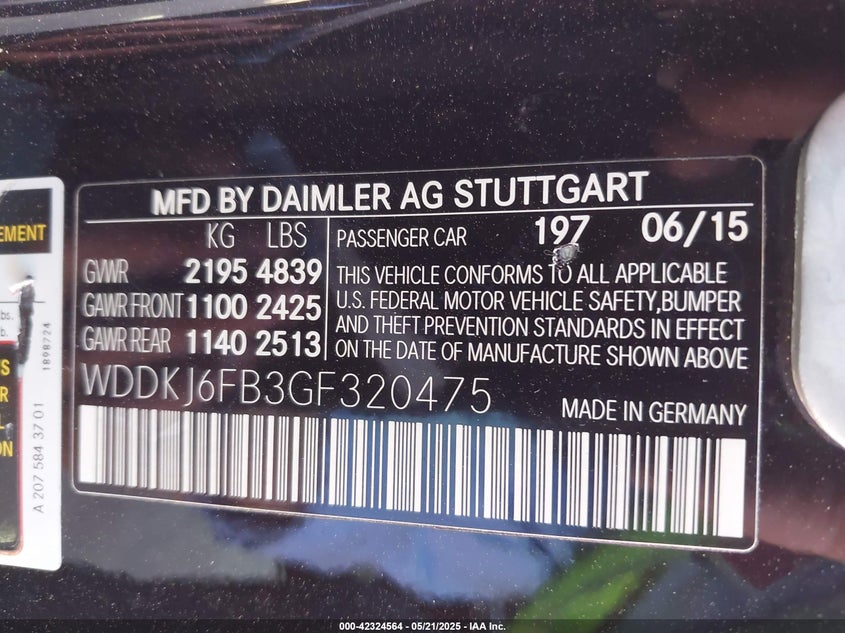 MFD BY DAIMLER AG STUTTGART
KG LBS
GVWR 2195 4839
GAWR FRONT 1100 2425
GAWR REAR 1140 2513
PASSENGER CAR 197 06/15
THIS VEHICLE CONFORMS TO ALL APPLICABLE
U.S. FEDERAL MOTOR VEHICLE SAFETY,BUMPER
AND THEFT PREVENTION STANDARDS IN EFFECT
ON THE DATE OF MANUFACTURE SHOWN ABOVE
WDDKJ6FB3GF320475
MADE IN GERMANY
1898724
A 207 584 37 01
000-42324564 - 05/21/2025 - IAA Inc.